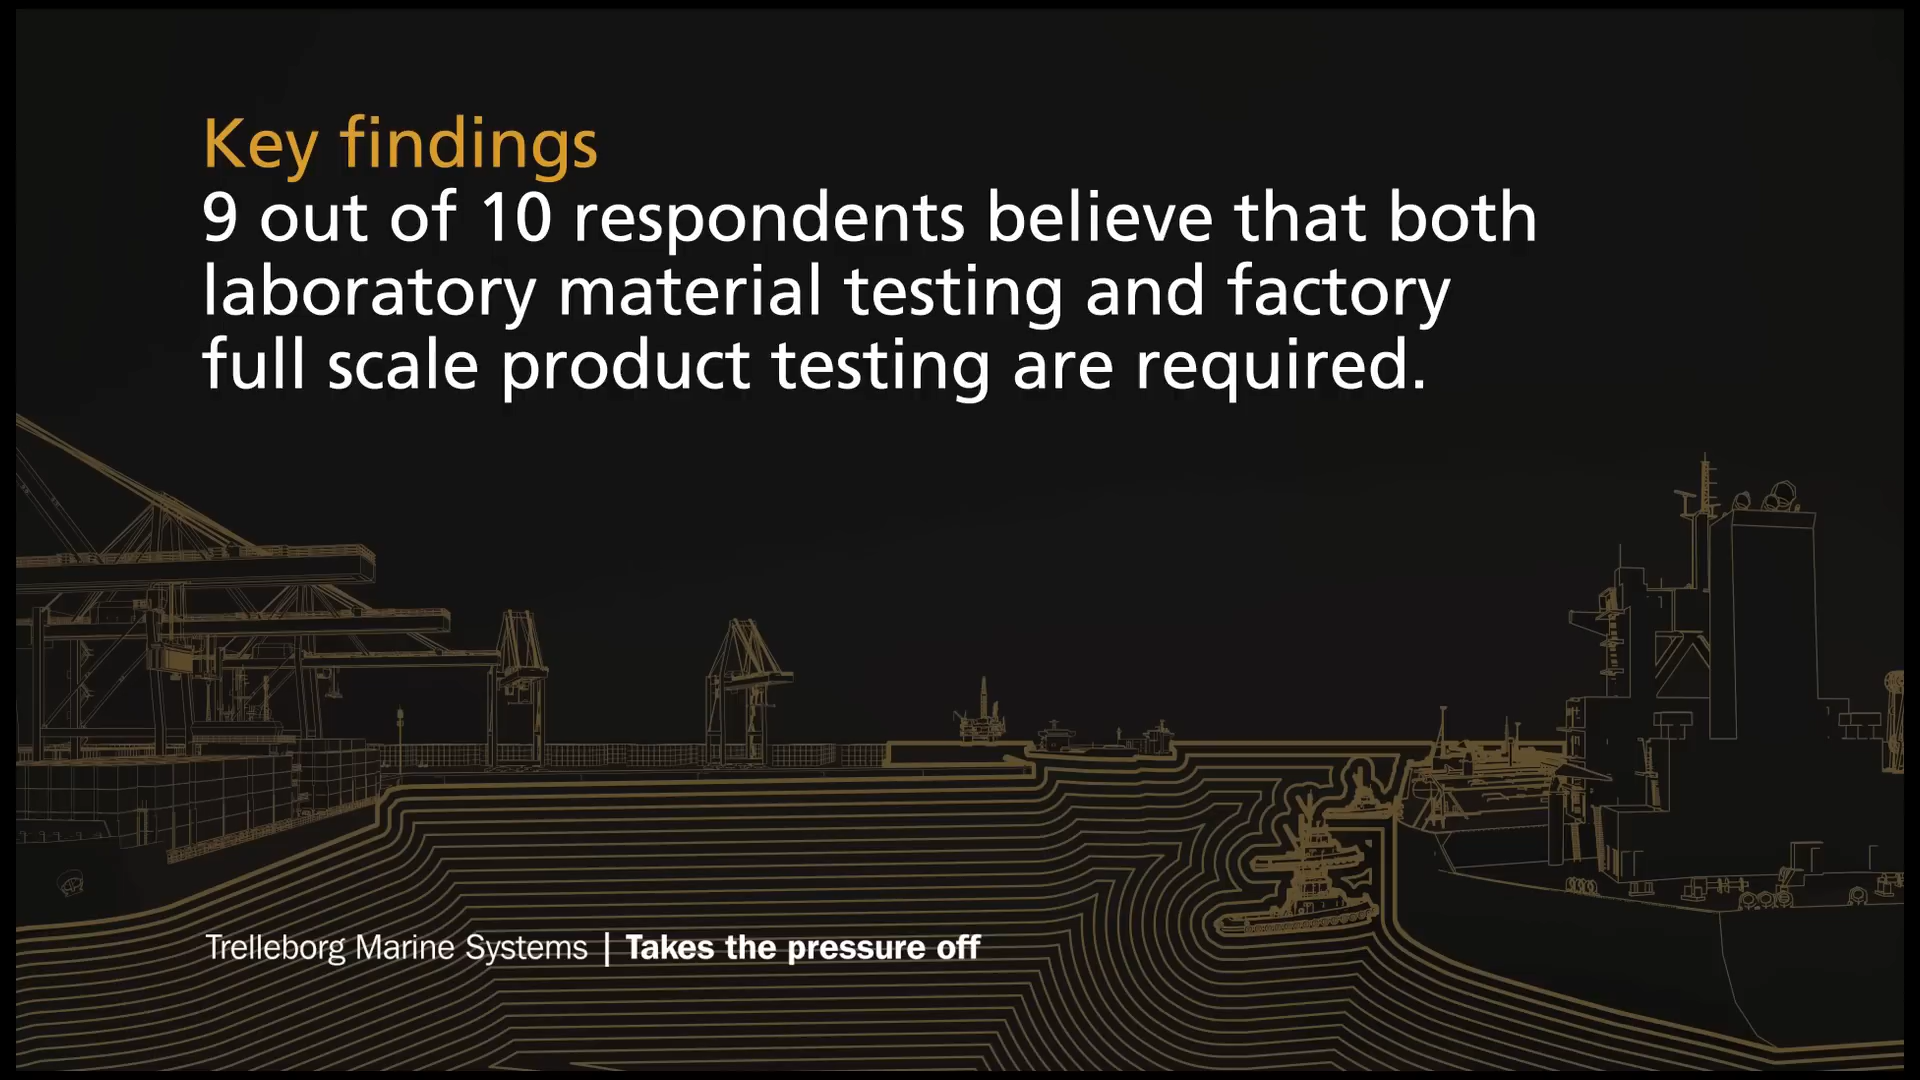 Key findings
9 out of 10 respondents believe that both
laboratory material testing and factory
full scale product testing are required.
Trelleborg Marine Systems | Takes the pressure off